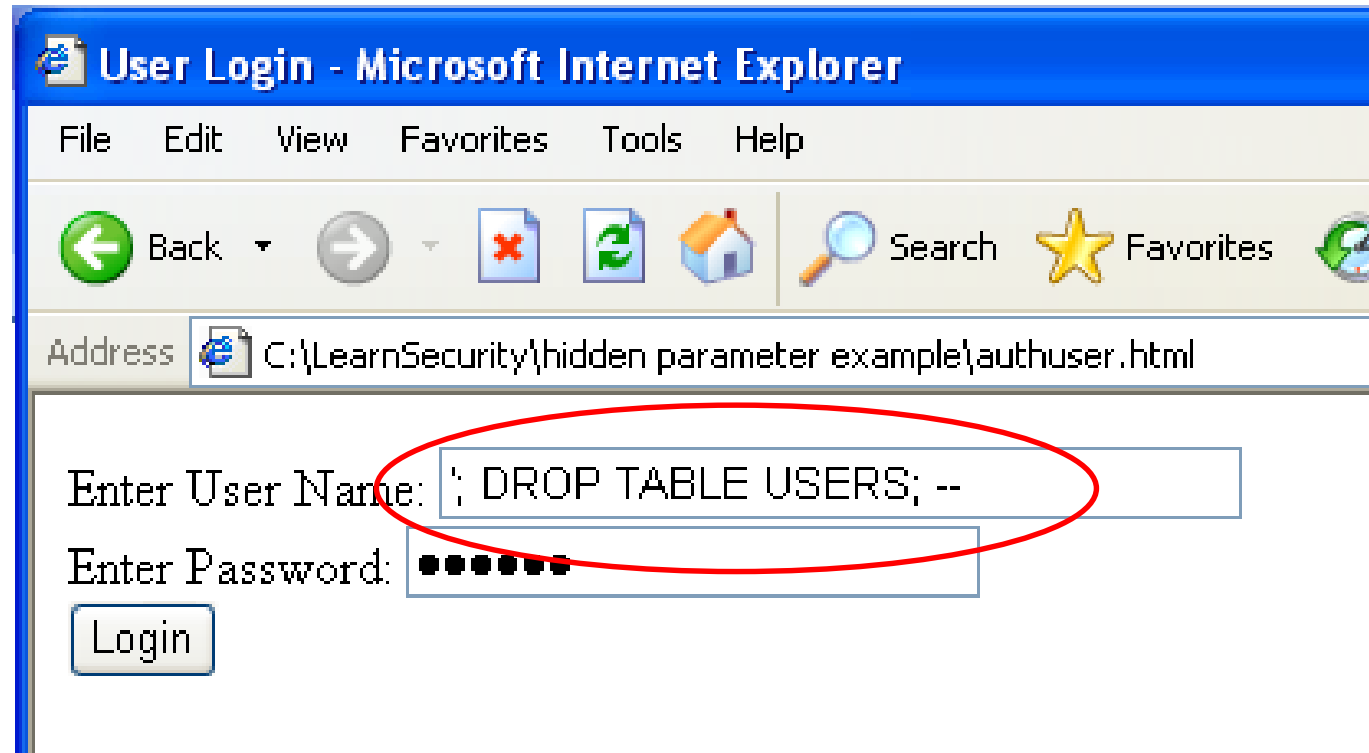 User Login - Microsoft Internet Explorer
File Edit View Favorites Tools Help
Back Search Favorites
Address C:\LearnSecurity\hidden parameter example\authuser.html
Enter User Name: '; DROP TABLE USERS; --
Enter Password: ●●●●●●
Login